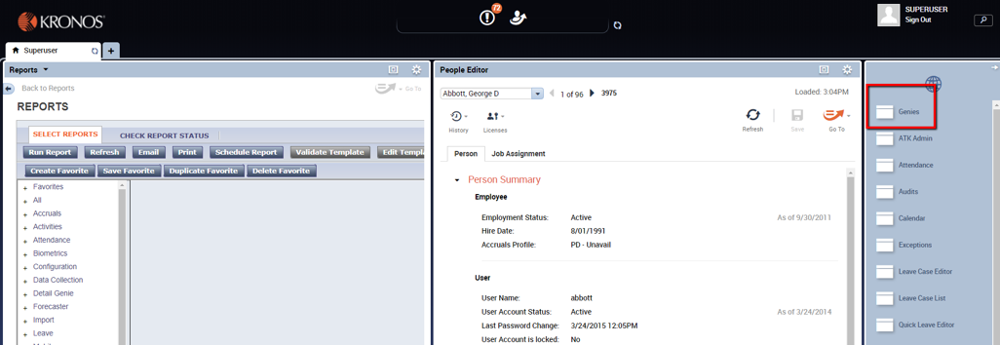 KRONOS®
72
SUPERUSER
Sign Out
Superuser
+
Reports
Back to Reports
Go To
REPORTS
SELECT REPORTS
CHECK REPORT STATUS
Run Report
Refresh
Email
Print
Schedule Report
Validate Template
Edit Templ
Create Favorite
Save Favorite
Duplicate Favorite
Delete Favorite
+ Favorites
+ All
+ Accruals
+ Activities
+ Attendance
+ Biometrics
+ Configuration
+ Data Collection
+ Detail Genie
+ Forecaster
+ Import
+ Leave
People Editor
Abbott, George D
1 of 96
3975
Loaded: 3:04PM
History
Licenses
Refresh
Save
Go To
Person
Job Assignment
Person Summary
Employee
Employment Status: Active As of 9/30/2011
Hire Date: 8/01/1991
Accruals Profile: PD - Unavail
User
User Name: abbott
User Account Status: Active As of 3/24/2014
Last Password Change: 3/24/2015 12:05PM
User Account is locked: No
Genies
ATK Admin
Attendance
Audits
Calendar
Exceptions
Leave Case Editor
Leave Case List
Quick Leave Editor